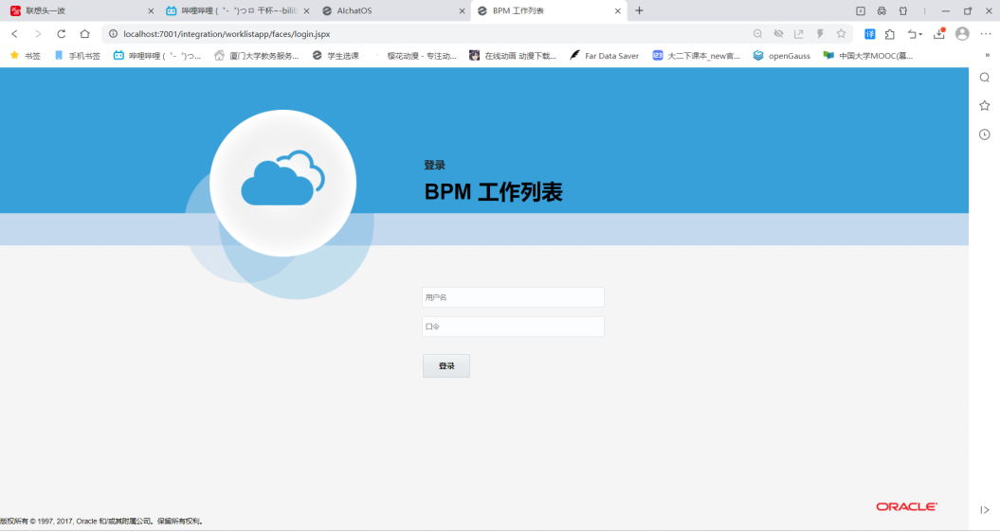 联想头一波
哔哩哔哩 (゜-゜)つロ 干杯~-bilib
AIchatOS
BPM 工作列表
localhost:7001/integration/worklistapp/faces/login.jspx
译
书签
手机书签
哔哩哔哩 (゜-゜)つ...
厦门大学教务服务...
学生选课
樱花动漫 - 专注动...
在线动画 动漫下载...
Far Data Saver
大二下课本_new官...
openGauss
中国大学MOOC(慕...
登录
BPM 工作列表
用户名
口令
登录
ORACLE
版权所有 © 1997, 2017, Oracle 和/或其附属公司。保留所有权利。